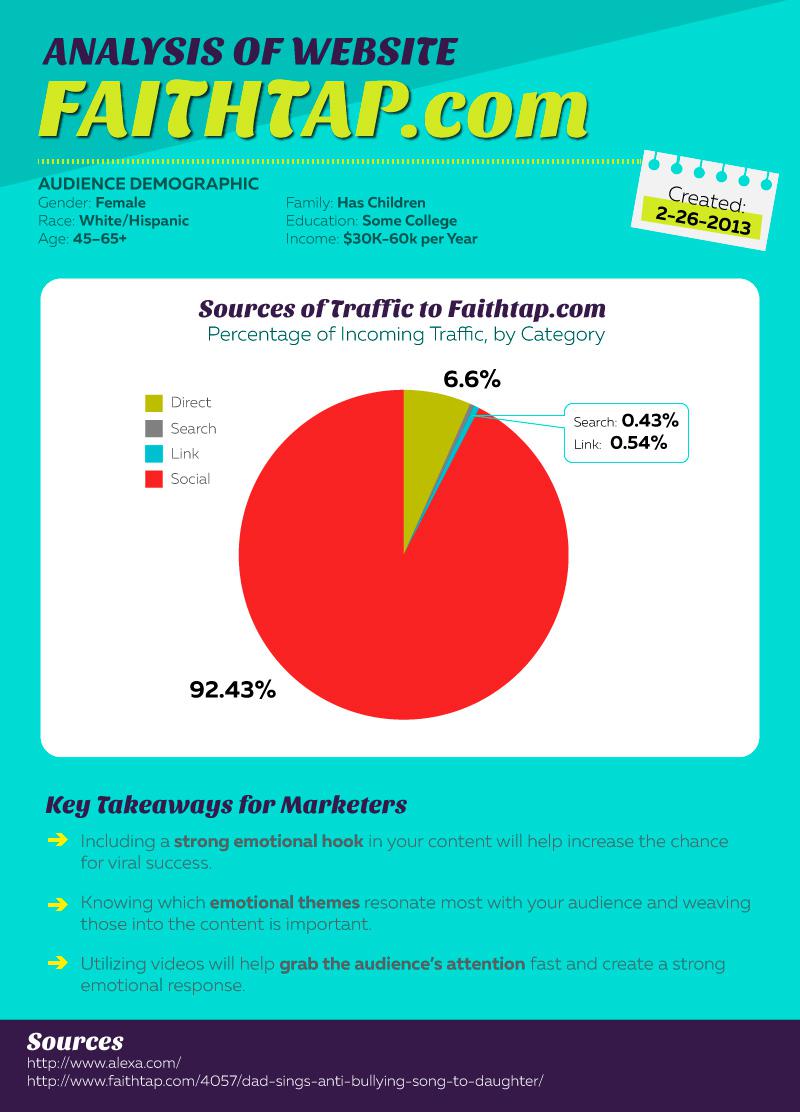 ANALYSIS OF WEBSITE
FAITHTAP.com
AUDIENCE DEMOGRAPHIC
Gender: Female
Race: White/Hispanic
Age: 45–65+
Family: Has Children
Education: Some College
Income: $30K-60k per Year
Created:
2-26-2013
Sources of Traffic to Faithtap.com
Percentage of Incoming Traffic, by Category
Direct
Search
Link
Social
6.6%
Search: 0.43%
Link: 0.54%
92.43%
Key Takeaways for Marketers
Including a strong emotional hook in your content will help increase the chance
for viral success.
Knowing which emotional themes resonate most with your audience and weaving
those into the content is important.
Utilizing videos will help grab the audience's attention fast and create a strong
emotional response.
Sources
http://www.alexa.com/
http://www.faithtap.com/4057/dad-sings-anti-bullying-song-to-daughter/